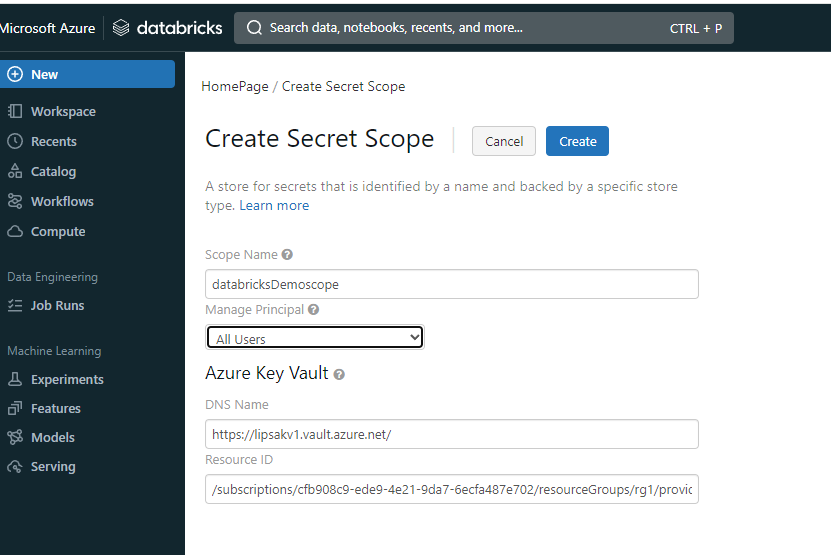 Microsoft Azure databricks Search data, notebooks, recents, and more... CTRL + P
New
Workspace
Recents
Catalog
Workflows
Compute
Data Engineering
Job Runs
Machine Learning
Experiments
Features
Models
Serving
HomePage / Create Secret Scope
Create Secret Scope Cancel Create
A store for secrets that is identified by a name and backed by a specific store
type. Learn more
Scope Name ?
databricksDemoscope
Manage Principal ?
All Users
Azure Key Vault ?
DNS Name
https://lipsakv1.vault.azure.net/
Resource ID
/subscriptions/cfb908c9-ede9-4e21-9da7-6ecfa487e702/resourceGroups/rg1/provic